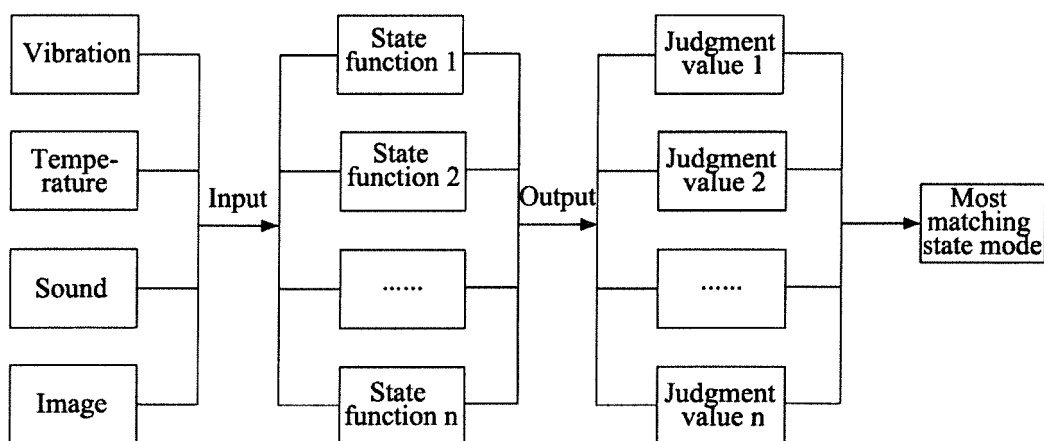 Vibration
Tempe-
rature
Sound
Image
Input
State
function 1
State
function 2
......
State
function n
Output
Judgment
value 1
Judgment
value 2
......
Judgment
value n
Most
matching
state mode